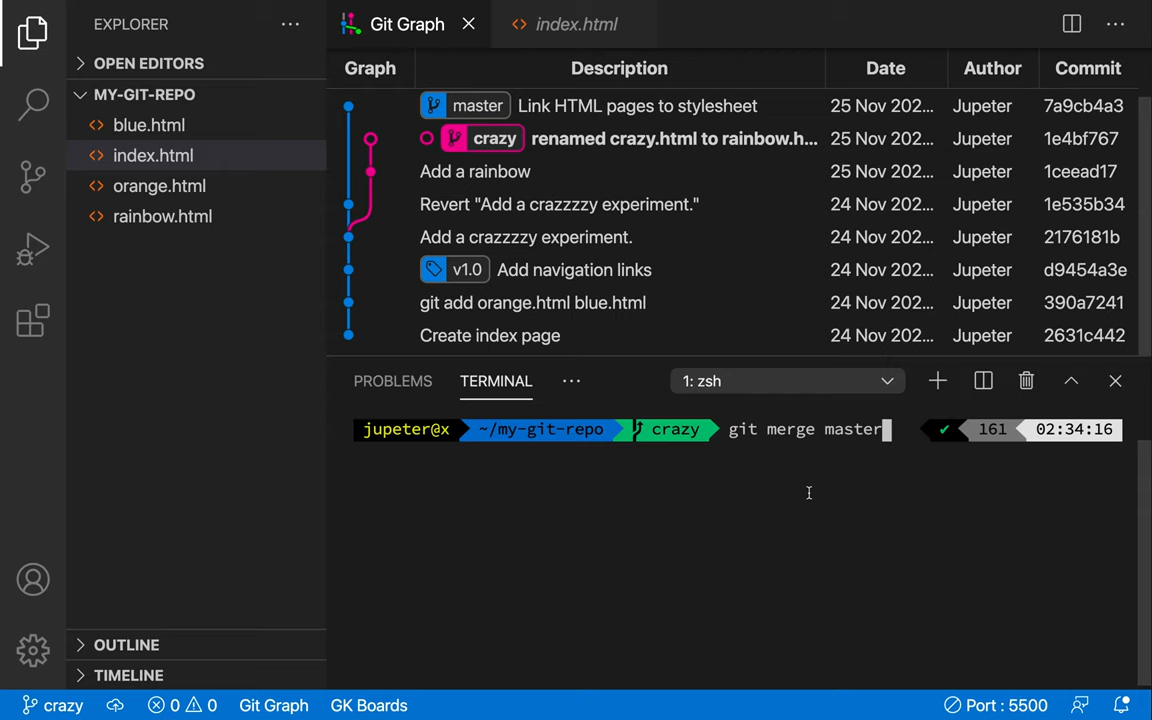 EXPLORER ...
Git Graph
index.html
...
OPEN EDITORS
MY-GIT-REPO
blue.html
index.html
orange.html
rainbow.html
Graph Description Date Author Commit
master Link HTML pages to stylesheet 25 Nov 202... Jupeter 7a9cb4a3
crazy renamed crazy.html to rainbow.h... 25 Nov 202... Jupeter 1e4bf767
Add a rainbow 25 Nov 202... Jupeter 1ceead17
Revert "Add a crazzzzy experiment." 24 Nov 202... Jupeter 1e535b34
Add a crazzzzy experiment. 24 Nov 202... Jupeter 2176181b
v1.0 Add navigation links 24 Nov 202... Jupeter d9454a3e
git add orange.html blue.html 24 Nov 202... Jupeter 390a7241
Create index page 24 Nov 202... Jupeter 2631c442
PROBLEMS TERMINAL ... 1: zsh
jupeter@x ~/my-git-repo crazy git merge master ✔ 161 02:34:16
OUTLINE
TIMELINE
crazy 0 0 Git Graph GK Boards Port : 5500